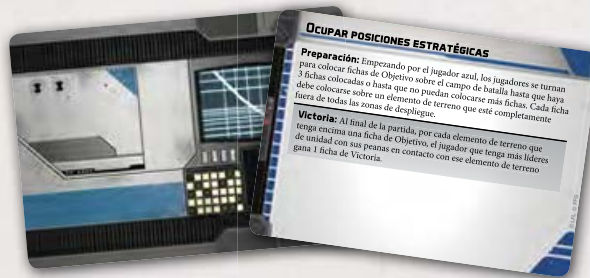 OCUPAR POSICIONES ESTRATÉGICAS
Preparación: Empezando por el jugador azul, los jugadores se turnan
para colocar fichas de Objetivo sobre el campo de batalla hasta que haya
3 fichas colocadas o hasta que no puedan colocarse más fichas. Cada ficha
debe colocarse sobre un elemento de terreno que esté completamente
fuera de todas las zonas de despliegue.
Victoria: Al final de la partida, por cada elemento de terreno que
tenga encima una ficha de Objetivo, el jugador que tenga más líderes
de unidad con sus peanas en contacto con ese elemento de terreno
gana 1 ficha de Victoria.